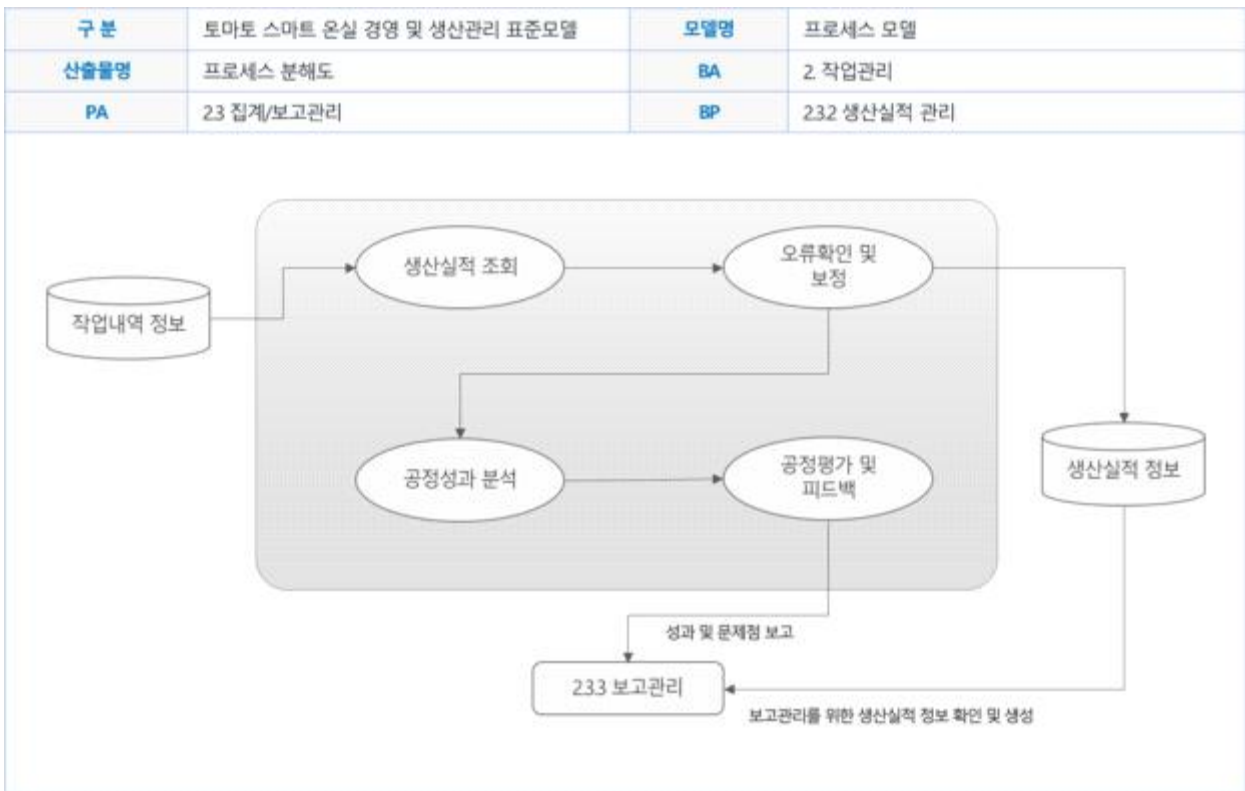 구 분 토마토 스마트 온실 경영 및 생산관리 표준모델 모델명 프로세스 모델
산출물명 프로세스 분해도 BA 2. 작업관리
PA 2.3 집계/보고관리 BP 2.3.2 생산실적 관리
생산실적 조회
오류확인 및
보정
작업내역 정보
공정성과 분석
공정평가 및
피드백
생산실적 정보
성과 및 문제점 보고
2.3.3 보고관리
보고관리를 위한 생산실적 정보 확인 및 생성